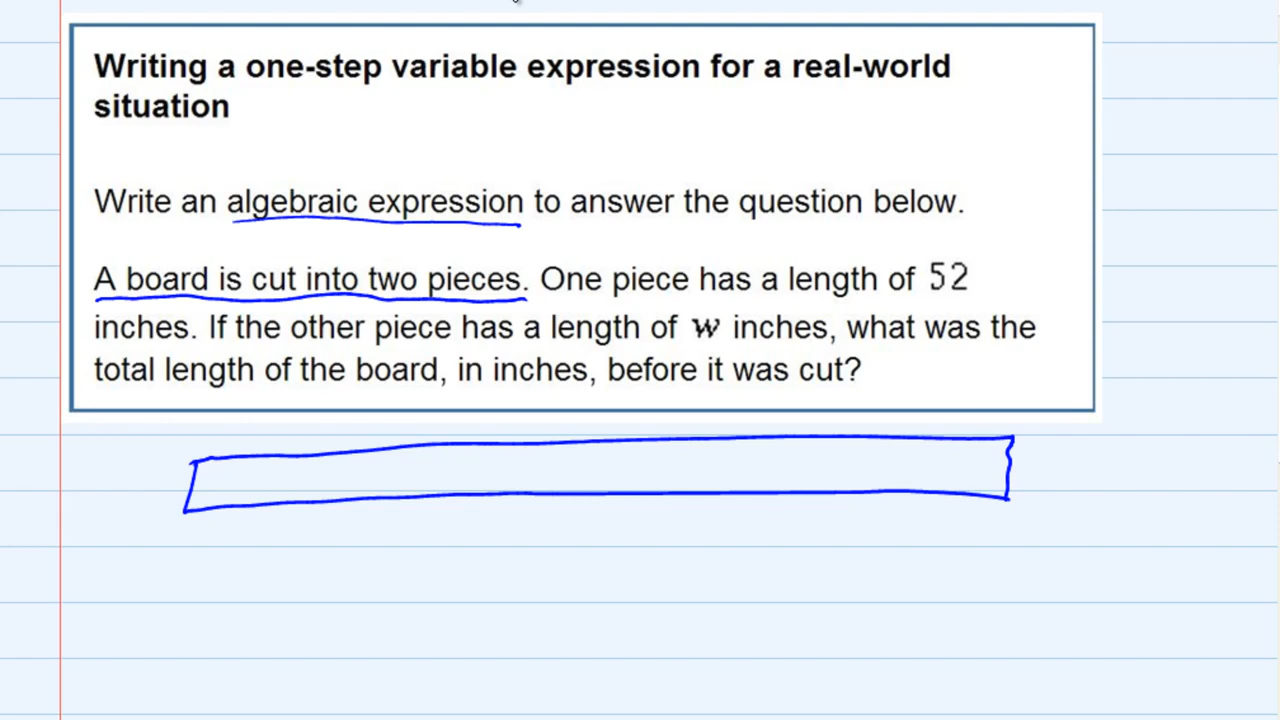 Writing a one-step variable expression for a real-world
situation
Write an algebraic expression to answer the question below.
A board is cut into two pieces. One piece has a length of 52
inches. If the other piece has a length of w inches, what was the
total length of the board, in inches, before it was cut?